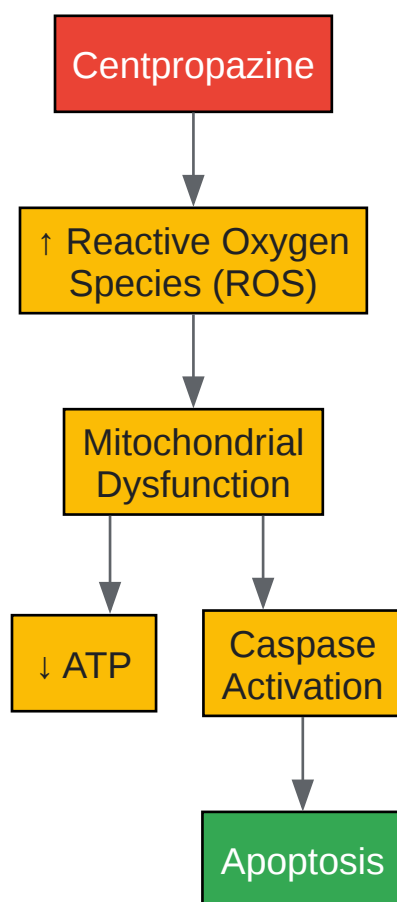 Centpropazine
↑ Reactive Oxygen
Species (ROS)
Mitochondrial
Dysfunction
↓ ATP
Caspase
Activation
Apoptosis